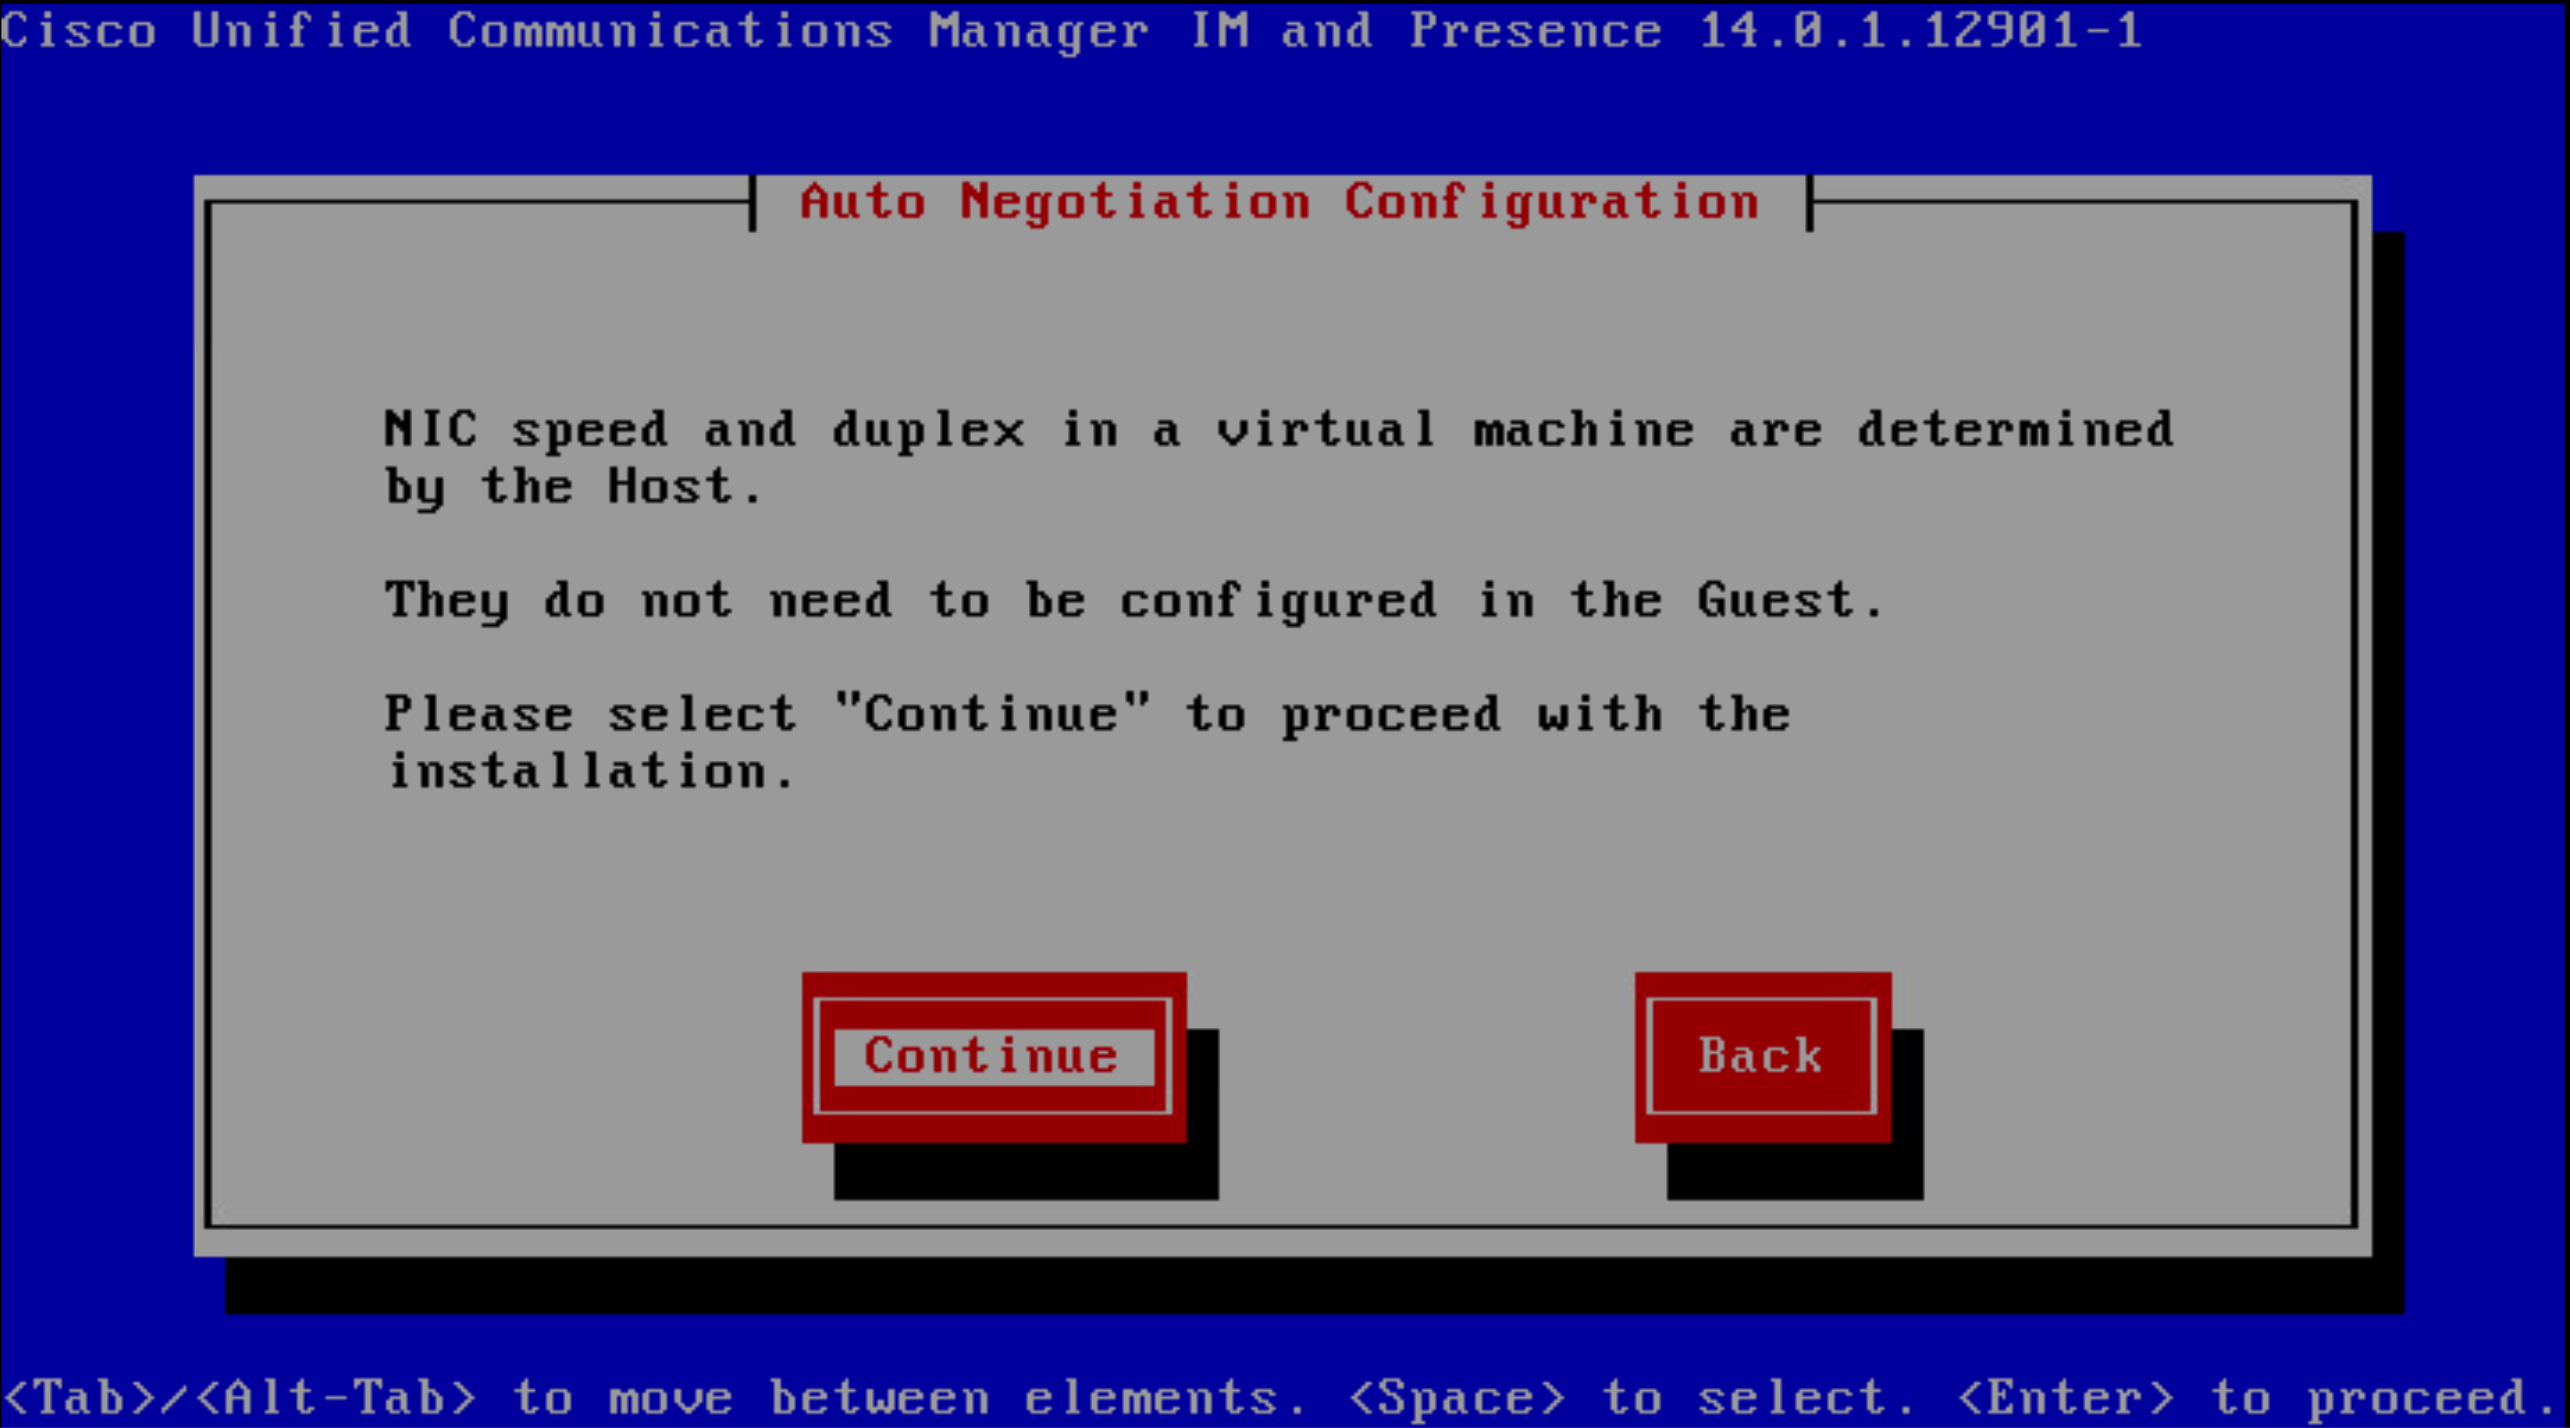 Cisco Unified Communications Manager IM and Presence 14.0.1.12901-1
Auto Negotiation Configuration
NIC speed and duplex in a virtual machine are determined
by the Host.
They do not need to be configured in the Guest.
Please select "Continue" to proceed with the
installation.
Continue
Back
<Tab>/<Alt-Tab> to move between elements. <Space> to select. <Enter> to proceed.